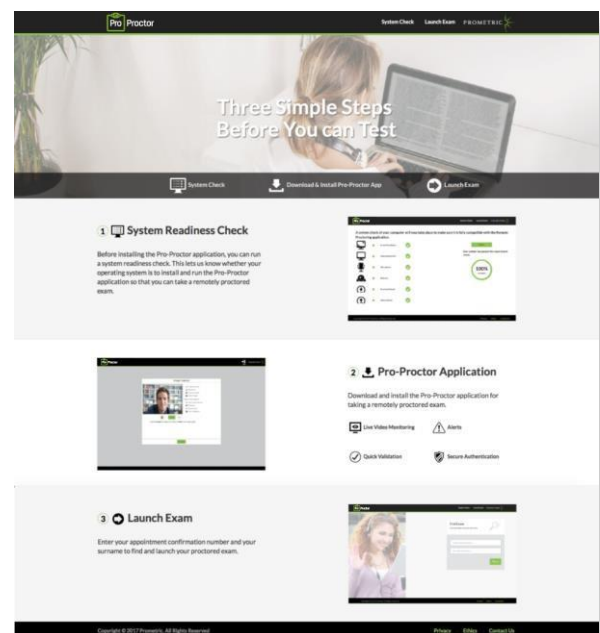 Pro Proctor
System Check Launch Exam PROMETRIC
Three Simple Steps
Before You can Test
System Check Download & Install Pro-Proctor App Launch Exam
1 System Readiness Check
Before installing the Pro-Proctor application, you can run
a system readiness check. This lets us know whether your
operating system is to install and run the Pro-Proctor
application so that you can take a remotely proctored
exam.
100%
2 Pro-Proctor Application
Download and install the Pro-Proctor application for
taking a remotely proctored exam.
Live Video Monitoring Alerts
Quick Validation Secure Authentication
3 Launch Exam
Enter your appointment confirmation number and your
surname to find and launch your proctored exam.
Copyright © 2017 Prometric. All Rights Reserved Privacy Ethics Contact Us